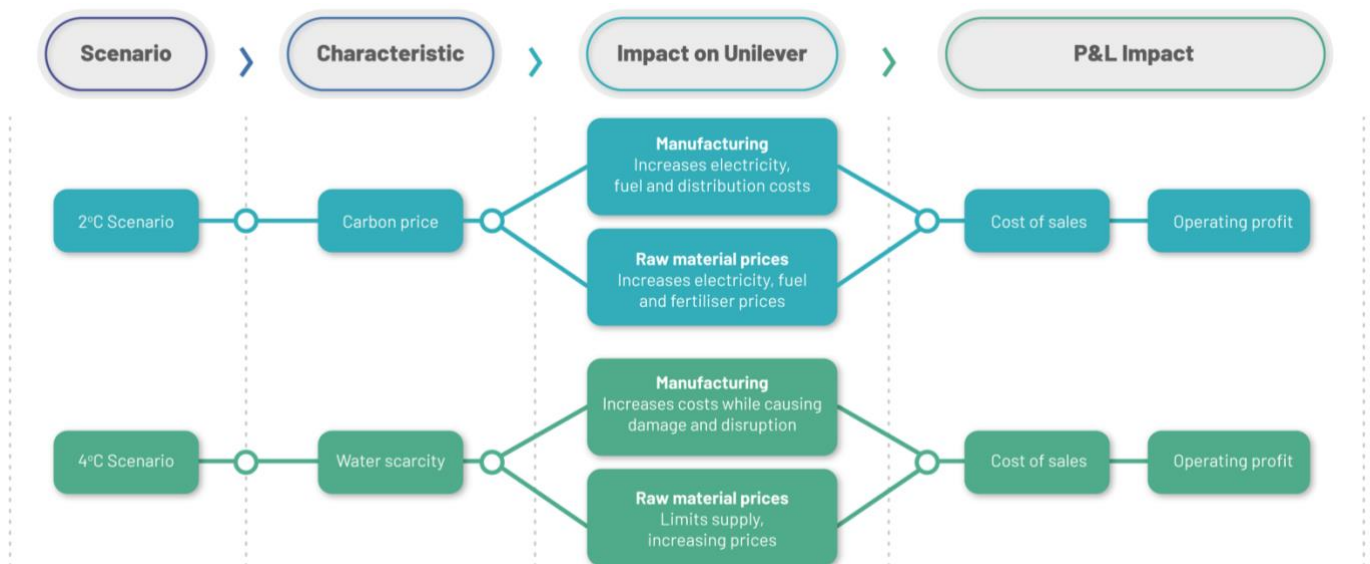 Scenario
Characteristic
Impact on Unilever
P&L Impact
2ºC Scenario
Carbon price
Manufacturing
Increases electricity,
fuel and distribution costs
Raw material prices
Increases electricity, fuel
and fertiliser prices
Cost of sales
Operating profit
4ºC Scenario
Water scarcity
Manufacturing
Increases costs while causing
damage and disruption
Raw material prices
Limits supply,
increasing prices
Cost of sales
Operating profit